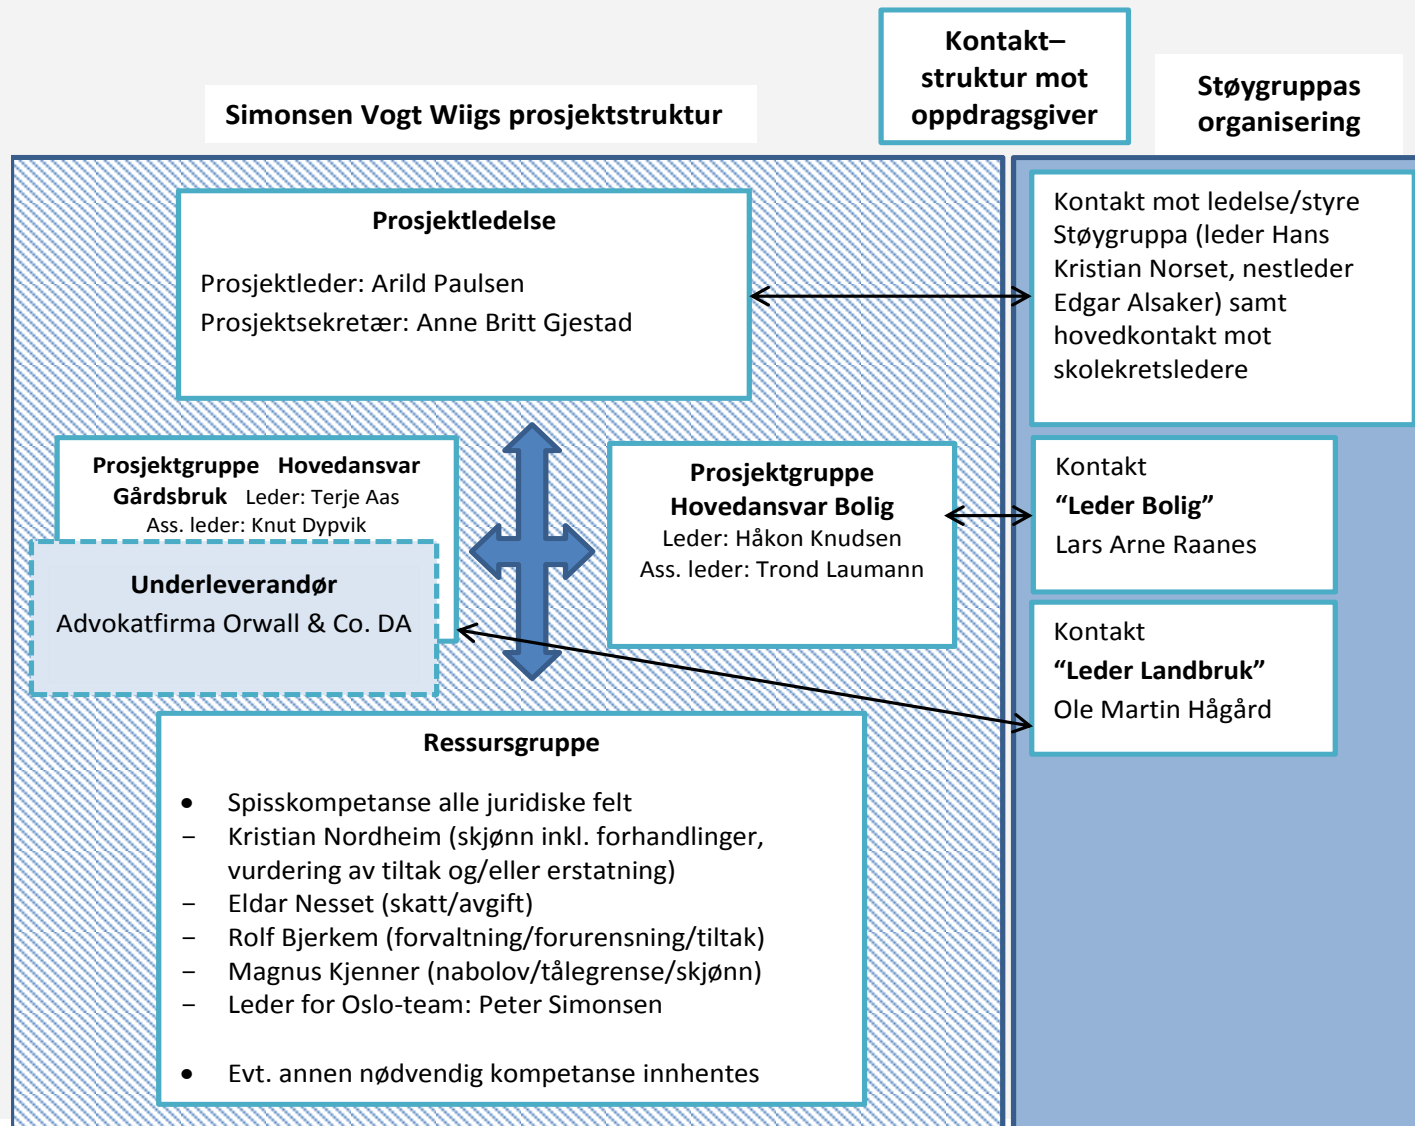 Kontakt–
struktur mot
oppdragsgiver
Simonsen Vogt Wiigs prosjektstruktur
Støygruppas
organisering
Prosjektledelse
Prosjektleder: Arild Paulsen
Prosjektsekretær: Anne Britt Gjestad
Kontakt mot ledelse/styre
Støygruppa (leder Hans
Kristian Norset, nestleder
Edgar Alsaker) samt
hovedkontakt mot
skolekretsledere
Prosjektgruppe Hovedansvar
Gårdsbruk Leder: Terje Aas
Ass. leder: Knut Dypvik
Underleverandør
Advokatfirma Orwall & Co. DA
Prosjektgruppe
Hovedansvar Bolig
Leder: Håkon Knudsen
Ass. leder: Trond Laumann
Kontakt
“Leder Bolig”
Lars Arne Raanes
Kontakt
“Leder Landbruk”
Ole Martin Hågård
Ressursgruppe
• Spisskompetanse alle juridiske felt
– Kristian Nordheim (skjønn inkl. forhandlinger,
vurdering av tiltak og/eller erstatning)
– Eldar Nesset (skatt/avgift)
– Rolf Bjerkem (forvaltning/forurensning/tiltak)
– Magnus Kjenner (nabolov/tålegrense/skjønn)
– Leder for Oslo-team: Peter Simonsen
• Evt. annen nødvendig kompetanse innhentes